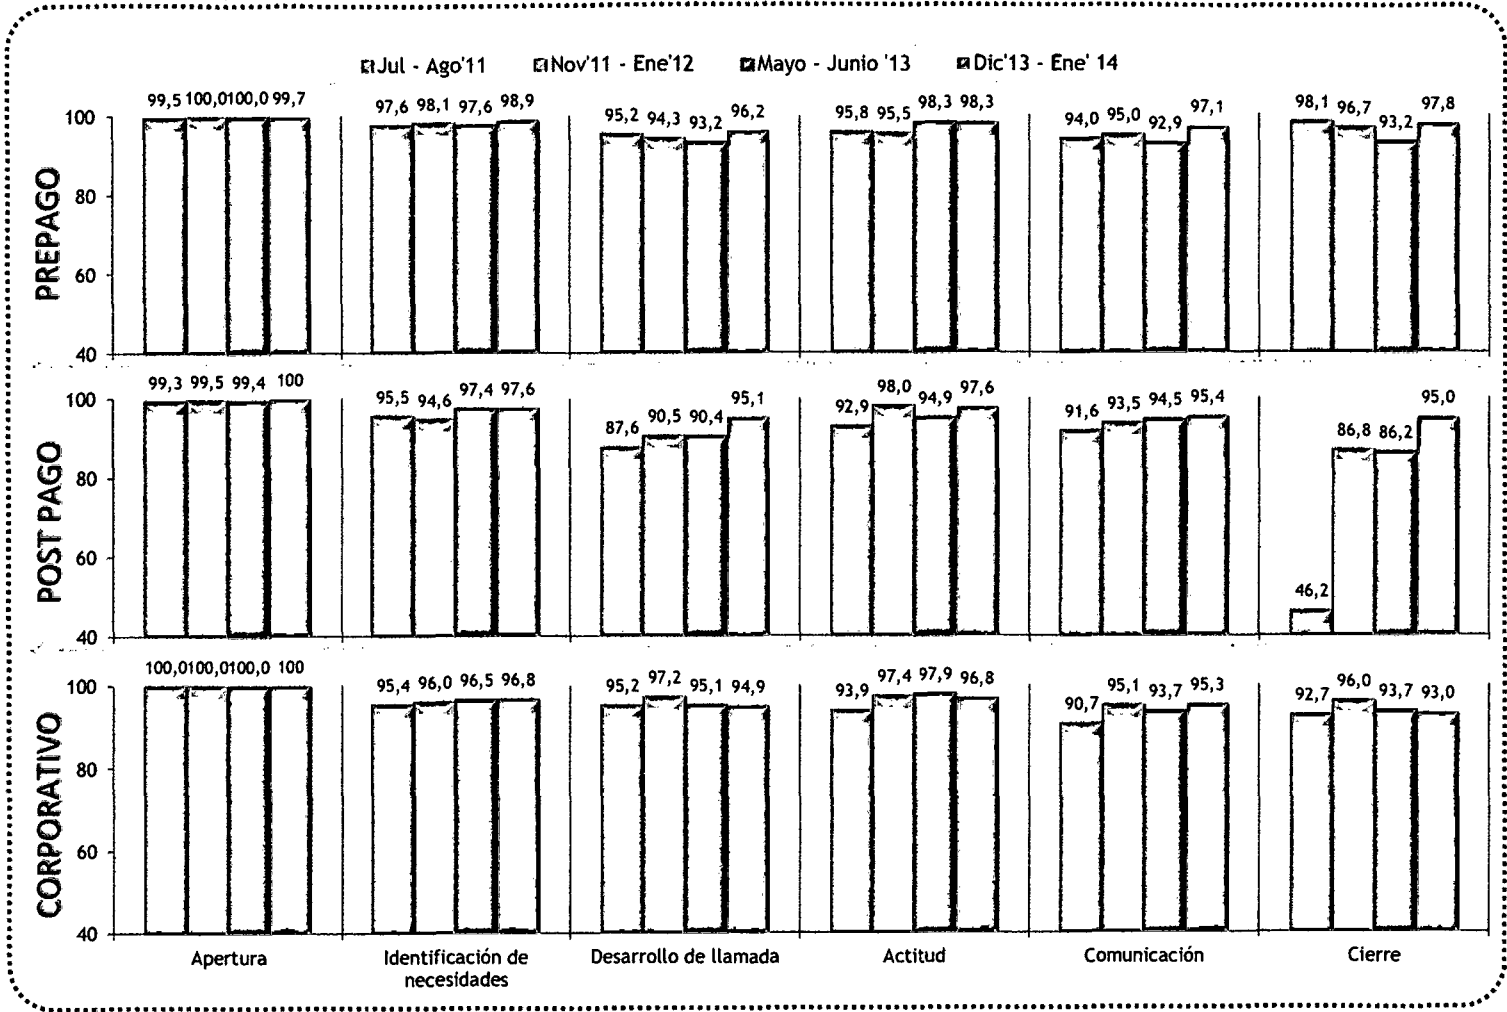 Jul - Ago'11 Nov'11 - Ene'12 Mayo - Junio '13 Dic'13 - Ene' 14
PREPAGO
99,5 100,0 100,0 99,7 97,6 98,1 97,6 98,9 95,2 94,3 93,2 96,2 95,8 95,5 98,3 98,3 94,0 95,0 92,9 97,1 98,1 96,7 93,2 97,8
100
80
60
40
POST PAGO
99,3 99,5 99,4 100 95,5 94,6 97,4 97,6 87,6 90,5 90,4 95,1 92,9 98,0 94,9 97,6 91,6 93,5 94,5 95,4 46,2 86,8 86,2 95,0
100
80
60
40
CORPORATIVO
100,0 100,0 100,0 100 95,4 96,0 96,5 96,8 95,2 97,2 95,1 94,9 93,9 97,4 97,9 96,8 90,7 95,1 93,7 95,3 92,7 96,0 93,7 93,0
100
80
60
40
Apertura
Identificación de
necesidades
Desarrollo de llamada
Actitud
Comunicación
Cierre